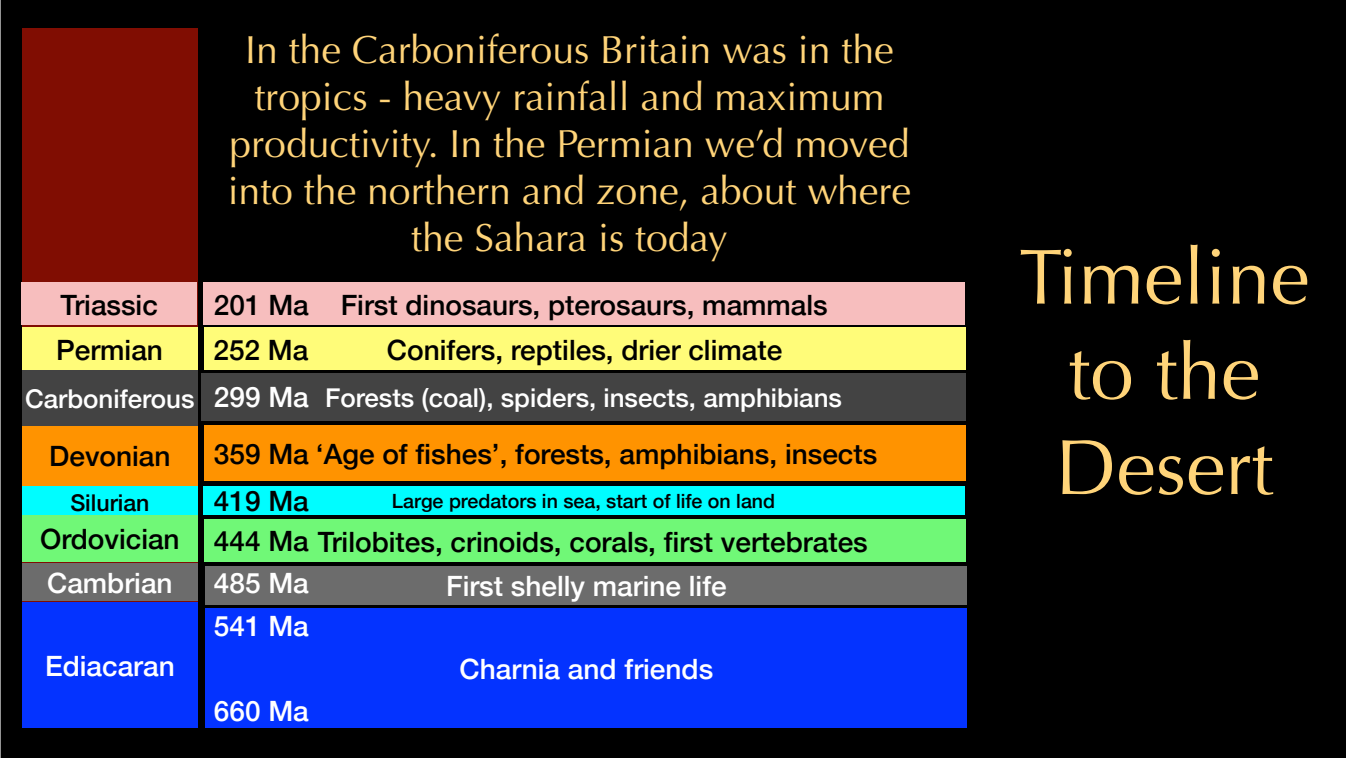 In the Carboniferous Britain was in the
tropics - heavy rainfall and maximum
productivity. In the Permian we’d moved
into the northern and zone, about where
the Sahara is today
Timeline
to the
Desert
Triassic 201 Ma First dinosaurs, pterosaurs, mammals
Permian 252 Ma Conifers, reptiles, drier climate
Carboniferous 299 Ma Forests (coal), spiders, insects, amphibians
Devonian 359 Ma ‘Age of fishes’, forests, amphibians, insects
Silurian 419 Ma Large predators in sea, start of life on land
Ordovician 444 Ma Trilobites, crinoids, corals, first vertebrates
Cambrian 485 Ma First shelly marine life
541 Ma
Ediacaran Charnia and friends
660 Ma